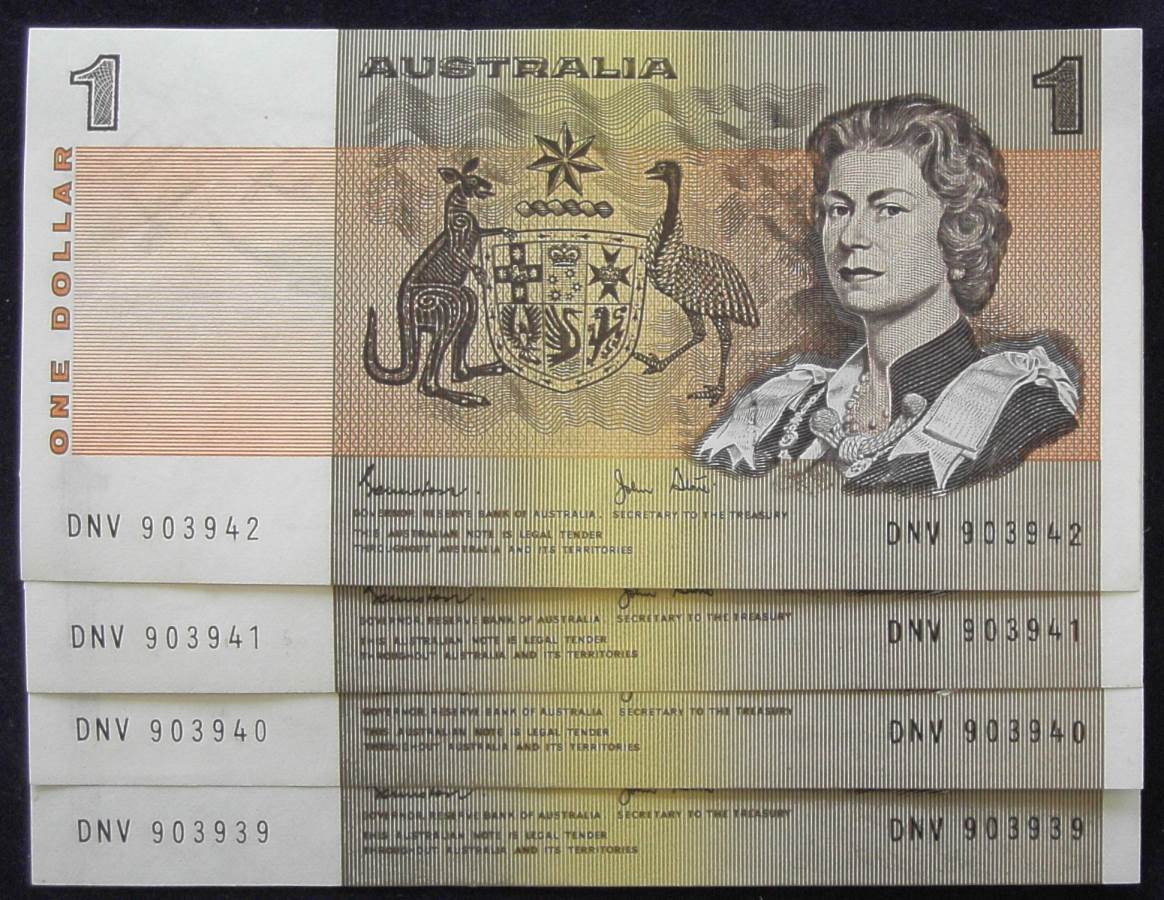 1 AUSTRALIA 1
ONE DOLLAR
John Stone
GOVERNOR, RESERVE BANK OF AUSTRALIA. SECRETARY TO THE TREASURY
THIS AUSTRALIAN NOTE IS LEGAL TENDER
THROUGHOUT AUSTRALIA AND ITS TERRITORIES
DNV 903942 DNV 903942
GOVERNOR, RESERVE BANK OF AUSTRALIA SECRETARY TO THE TREASURY
THIS AUSTRALIAN NOTE IS LEGAL TENDER
THROUGHOUT AUSTRALIA AND ITS TERRITORIES
DNV 903941 DNV 903941
GOVERNOR, RESERVE BANK OF AUSTRALIA SECRETARY TO THE TREASURY
THIS AUSTRALIAN NOTE IS LEGAL TENDER
THROUGHOUT AUSTRALIA AND ITS TERRITORIES
DNV 903940 DNV 903940
GOVERNOR, RESERVE BANK OF AUSTRALIA SECRETARY TO THE TREASURY
THIS AUSTRALIAN NOTE IS LEGAL TENDER
THROUGHOUT AUSTRALIA AND ITS TERRITORIES
DNV 903939 DNV 903939